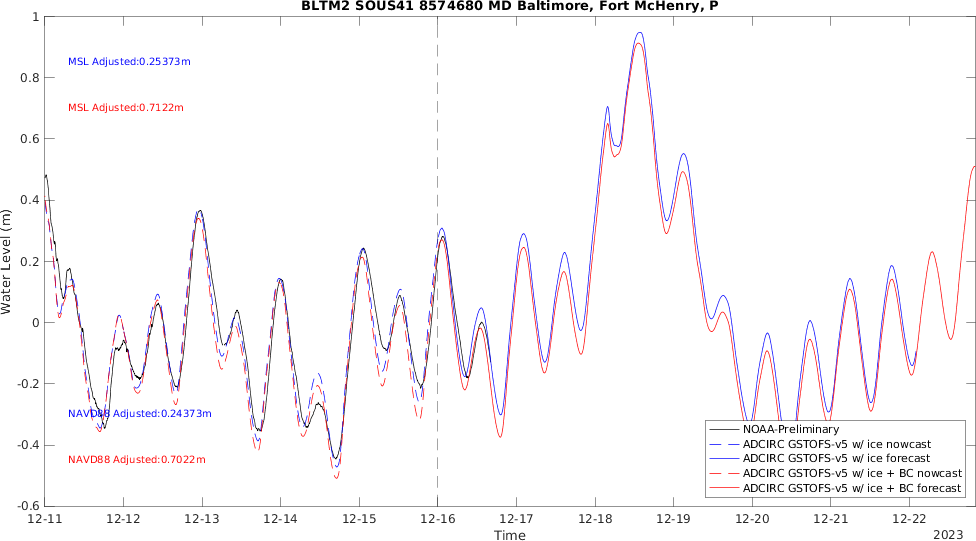 BLTM2 SOUS41 8574680 MD Baltimore, Fort McHenry, P
1
0.8
0.6
0.4
0.2
0
-0.2
-0.4
-0.6
Water Level (m)
MSL Adjusted:0.25373m
MSL Adjusted:0.7122m
NAVD88 Adjusted:0.24373m
NAVD88 Adjusted:0.7022m
NOAA-Preliminary
ADCIRC GSTOFS-v5 w/ ice nowcast
ADCIRC GSTOFS-v5 w/ ice forecast
ADCIRC GSTOFS-v5 w/ ice + BC nowcast
ADCIRC GSTOFS-v5 w/ ice + BC forecast
12-11 12-12 12-13 12-14 12-15 12-16 12-17 12-18 12-19 12-20 12-21 12-22
Time
2023